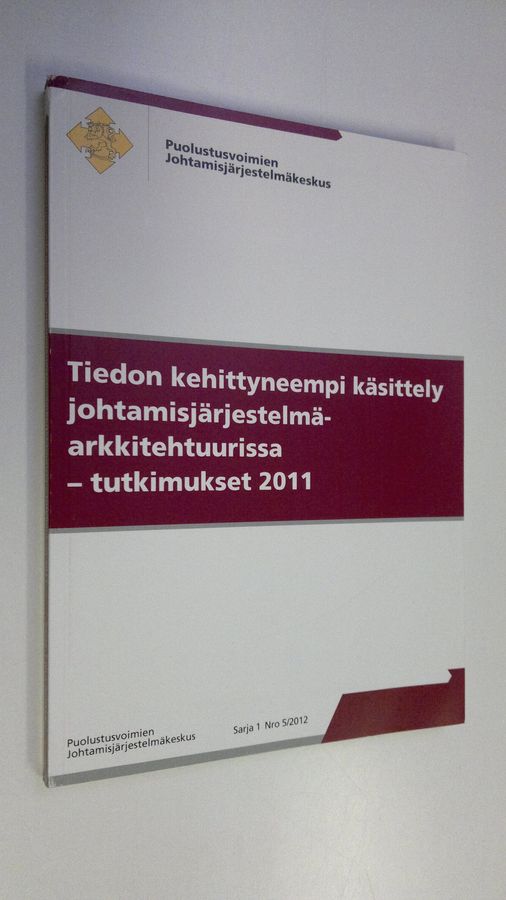 Puolustusvoimien
Johtamisjärjestelmäkeskus
Tiedon kehittyneempi käsittely
johtamisjärjestelmä-
arkkitehtuurissa
– tutkimukset 2011
Puolustusvoimien
Johtamisjärjestelmäkeskus
Sarja 1 Nro 5/2012